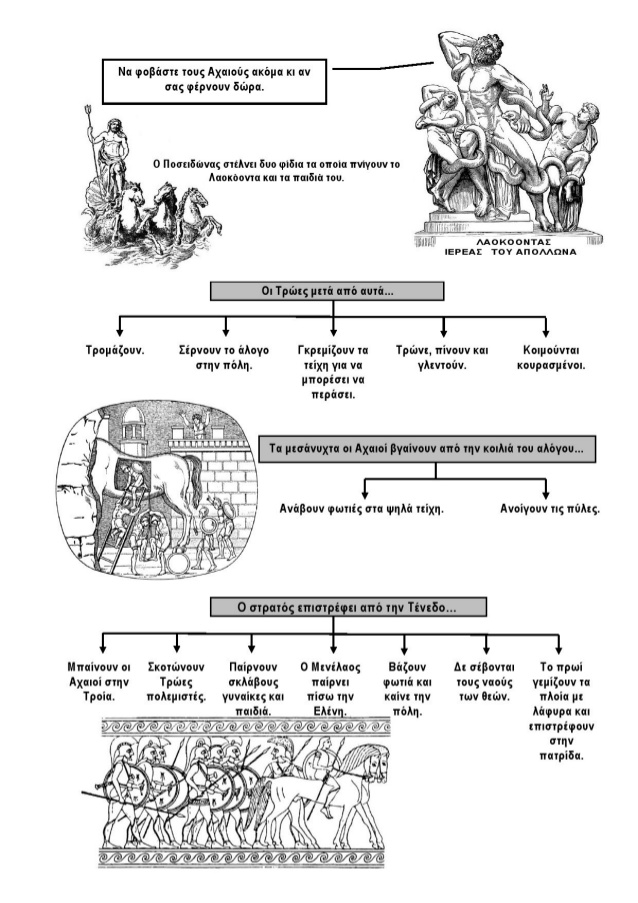 Να φοβάστε τους Αχαιούς ακόμα κι αν
σας φέρνουν δώρα.
Ο Ποσειδώνας στέλνει δυο φίδια τα οποία πνίγουν το
Λαοκόοντα και τα παιδιά του.
ΛΑΟΚΟΟΝΤΑΣ
ΙΕΡΕΑΣ ΤΟΥ ΑΠΟΛΛΩΝΑ
Οι Τρώες μετά από αυτά...
Τρομάζουν.
Σέρνουν το άλογο
στην πόλη.
Γκρεμίζουν τα
τείχη για να
μπορέσει να
περάσει.
Τρώνε, πίνουν και
γλεντούν.
Κοιμούνται
κουρασμένοι.
Τα μεσάνυχτα οι Αχαιοί βγαίνουν από την κοιλιά του αλόγου...
Ανάβουν φωτιές στα ψηλά τείχη.
Ανοίγουν τις πύλες.
Ο στρατός επιστρέφει από την Τένεδο...
Μπαίνουν οι
Αχαιοί στην
Τροία.
Σκοτώνουν
Τρώες
πολεμιστές.
Παίρνουν
σκλάβους
γυναίκες και
παιδιά.
Ο Μενέλαος
παίρνει
πίσω την
Ελένη.
Βάζουν
φωτιά και
καίνε την
πόλη.
Δε σέβονται
τους ναούς
των θεών.
Το πρωί
γεμίζουν τα
πλοία με
λάφυρα και
επιστρέφουν
στην
πατρίδα.